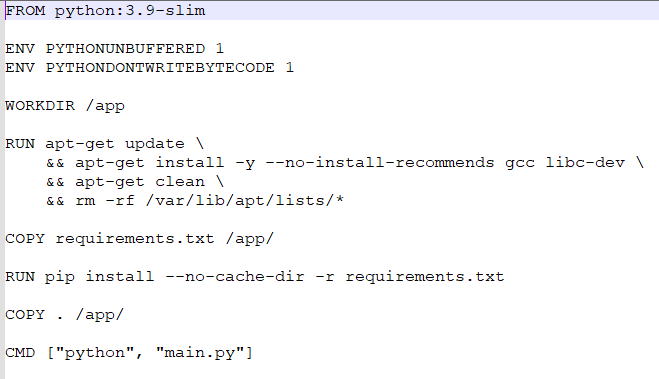 FROM python:3.9-slim
ENV PYTHONUNBUFFERED 1
ENV PYTHONDONTWRITEBYTECODE 1
WORKDIR /app
RUN apt-get update \
    && apt-get install -y --no-install-recommends gcc libc-dev \
    && apt-get clean \
    && rm -rf /var/lib/apt/lists/*
COPY requirements.txt /app/
RUN pip install --no-cache-dir -r requirements.txt
COPY . /app/
CMD ["python", "main.py"]